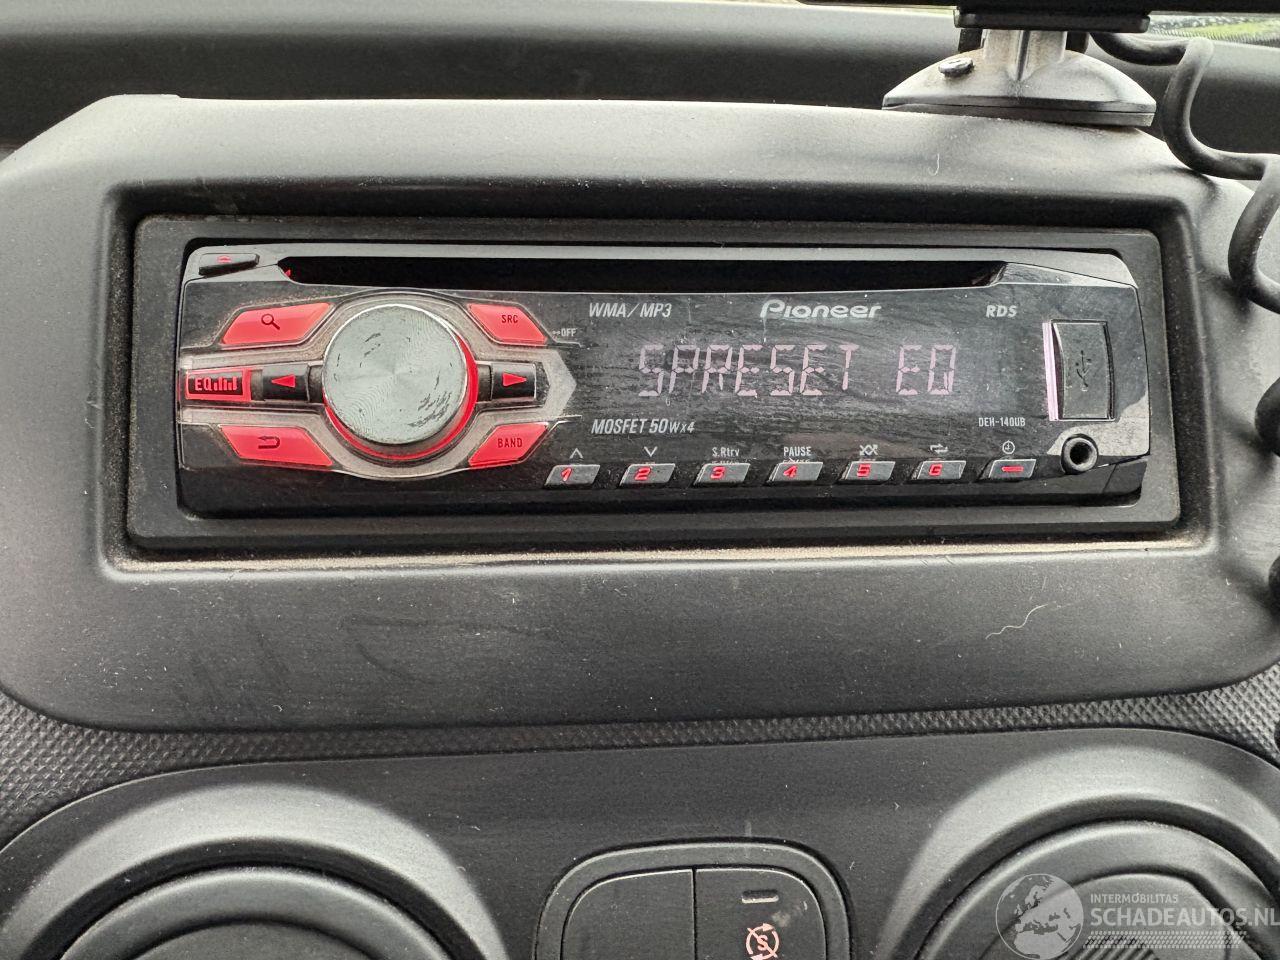 WMA/MP3 Pioneer RDS
SRC
OFF
SPRESET EQ
EQ
MOSFET 50Wx4 DEH-140UB
BAND
S.Rtrv PAUSE
1 2 3 4 5 6
S
INTERMOBILITAS
SCHADEAUTOS.NL